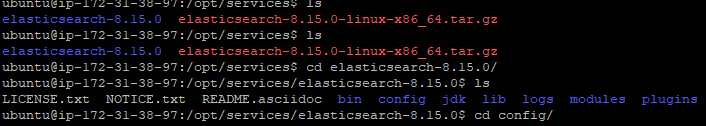 ubuntu@ip-172-31-38-97:/opt/services$ ls
elasticsearch-8.15.0  elasticsearch-8.15.0-linux-x86_64.tar.gz
ubuntu@ip-172-31-38-97:/opt/services$ ls
elasticsearch-8.15.0  elasticsearch-8.15.0-linux-x86_64.tar.gz
ubuntu@ip-172-31-38-97:/opt/services$ cd elasticsearch-8.15.0/
ubuntu@ip-172-31-38-97:/opt/services/elasticsearch-8.15.0$ ls
LICENSE.txt  NOTICE.txt  README.asciidoc  bin  config  jdk  lib  logs  modules  plugins
ubuntu@ip-172-31-38-97:/opt/services/elasticsearch-8.15.0$ cd config/